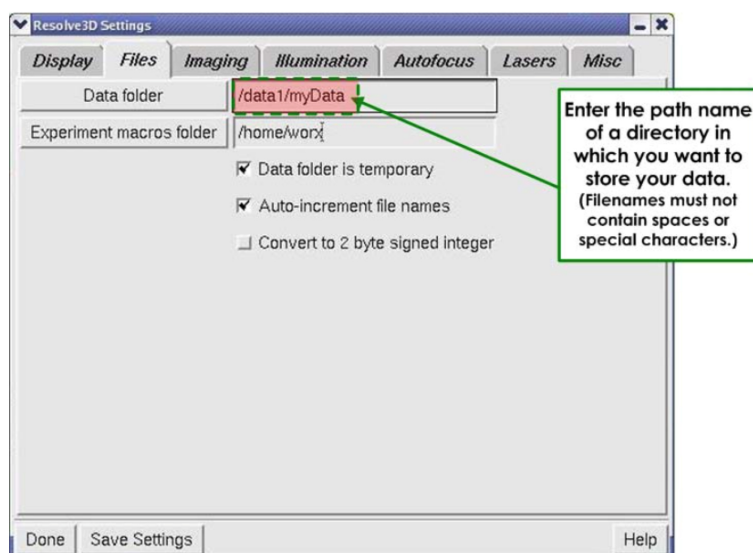 Resolve3D Settings
Display Files Imaging Illumination Autofocus Lasers Misc
Data folder /data1/myData
Experiment macros folder /home/worx
Data folder is temporary
Auto-increment file names
Convert to 2 byte signed integer
Enter the path name
of a directory in
which you want to
store your data.
(Filenames must not
contain spaces or
special characters.)
Done Save Settings Help